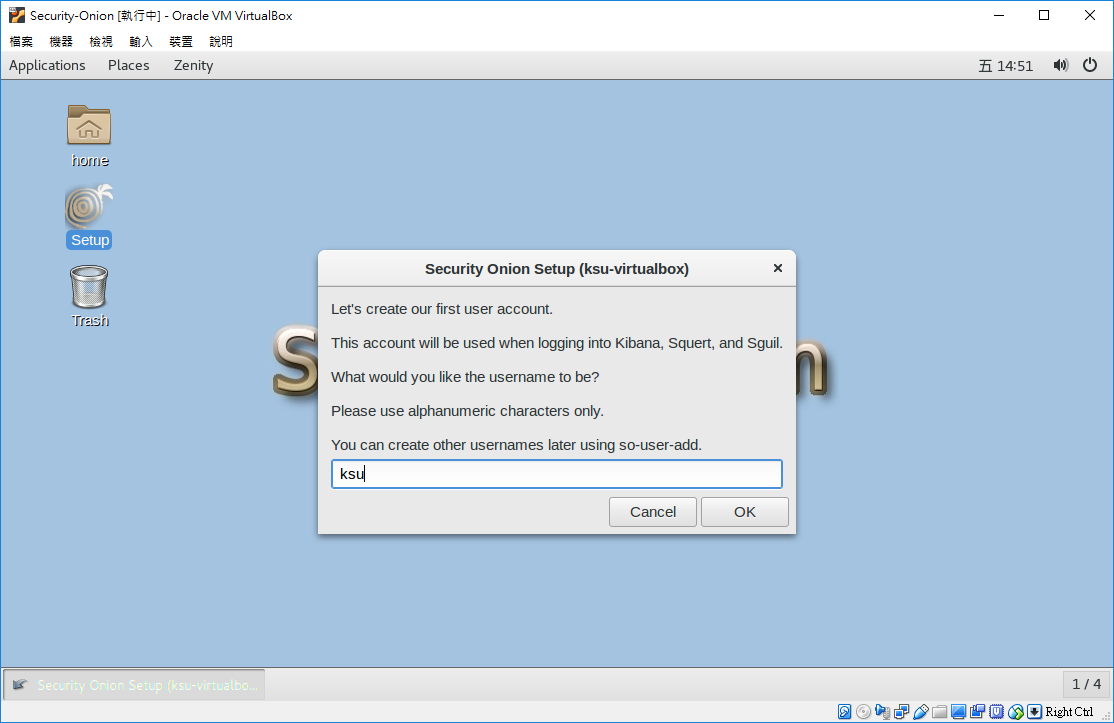 Security-Onion [執行中] - Oracle VM VirtualBox
檔案 機器 檢視 輸入 裝置 說明
Applications Places Zenity 五 14:51
home
Setup
Trash
S n
Security Onion Setup (ksu-virtualbox)
Let's create our first user account.
This account will be used when logging into Kibana, Squert, and Sguil.
What would you like the username to be?
Please use alphanumeric characters only.
You can create other usernames later using so-user-add.
ksu
Cancel OK
Security Onion Setup (ksu-virtualbo... 1 / 4
Right Ctrl